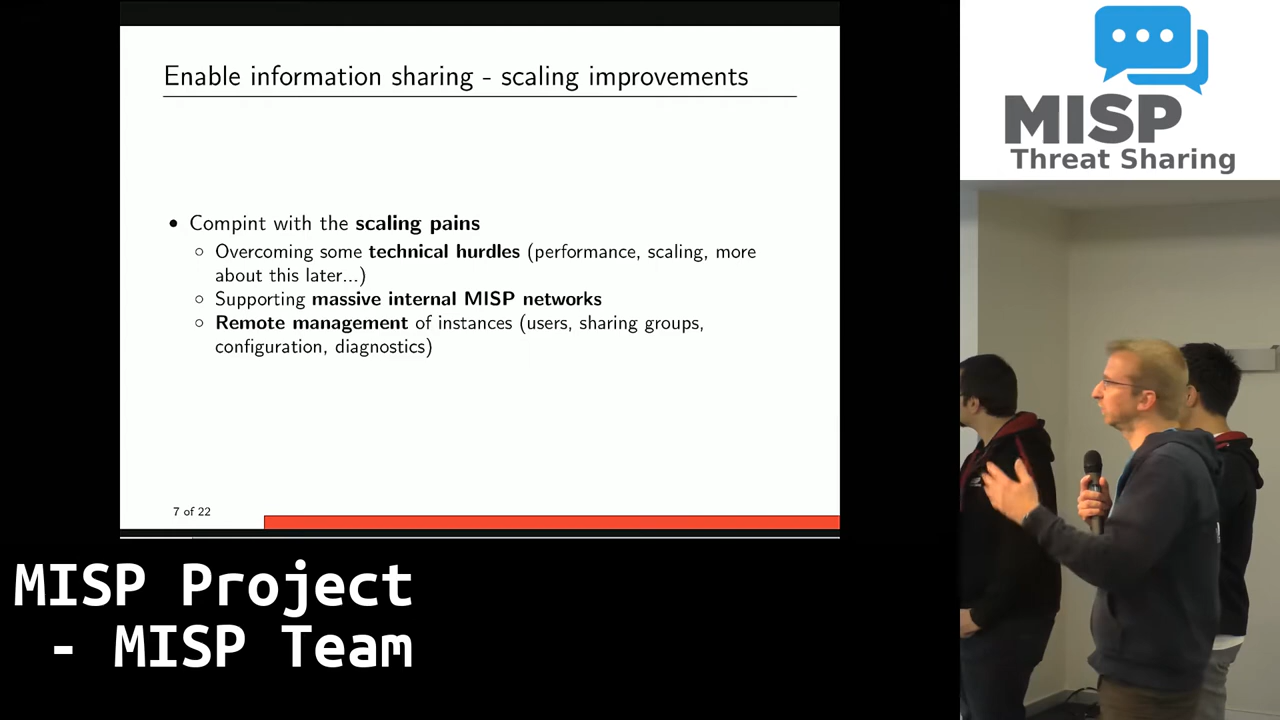 Enable information sharing - scaling improvements
• Compint with the scaling pains
○ Overcoming some technical hurdles (performance, scaling, more
about this later...)
○ Supporting massive internal MISP networks
○ Remote management of instances (users, sharing groups,
configuration, diagnostics)
7 of 22
MISP
Threat Sharing
MISP Project
- MISP Team